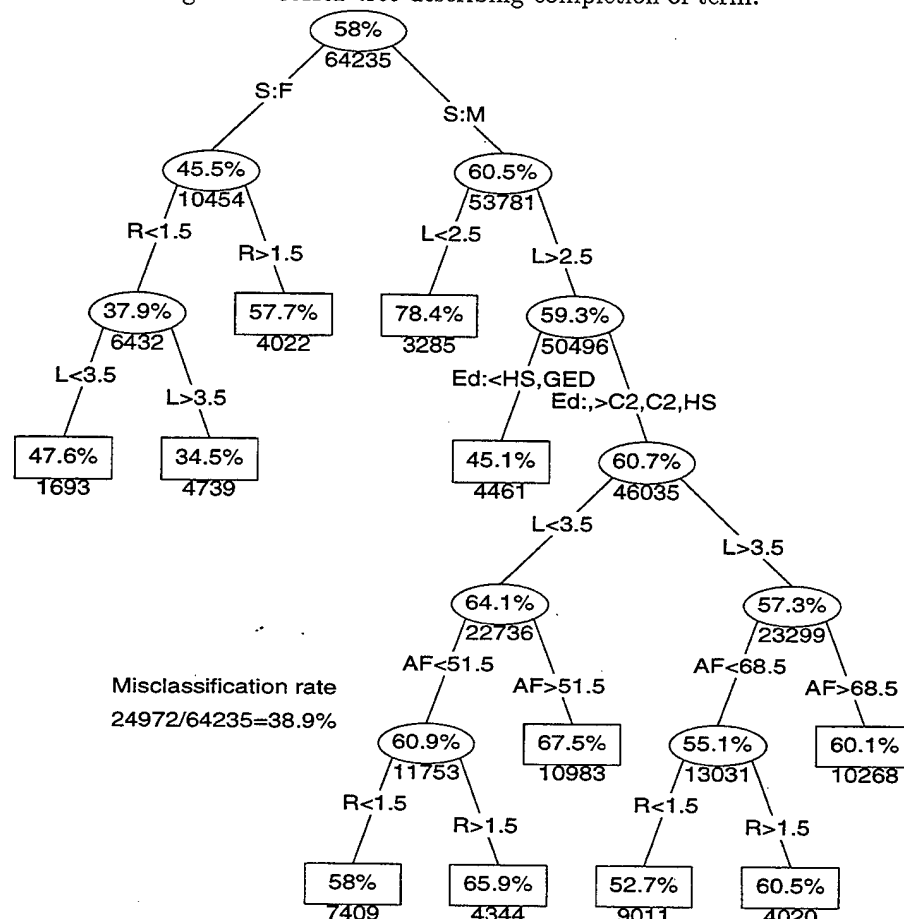 describing completion of term.
58%
64235
S:F
S:M
45.5%
10454
60.5%
53781
R<1.5
R>1.5
L<2.5
L>2.5
37.9%
6432
57.7%
4022
78.4%
3285
59.3%
50496
L<3.5
L>3.5
Ed:<HS,GED
Ed:,>C2,C2,HS
47.6%
1693
34.5%
4739
45.1%
4461
60.7%
46035
L<3.5
L>3.5
64.1%
22736
57.3%
23299
AF<51.5
AF>51.5
AF<68.5
AF>68.5
Misclassification rate
24972/64235=38.9%
60.9%
11753
67.5%
10983
55.1%
13031
60.1%
10268
R<1.5
R>1.5
R<1.5
R>1.5
58%
7409
65.9%
4344
52.7%
9011
60.5%
4020